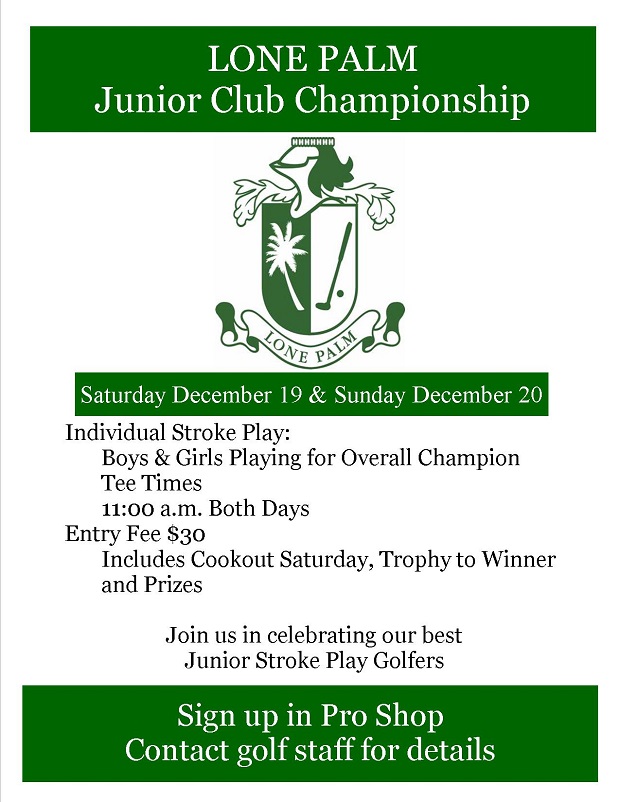 LONE PALM
Junior Club Championship
LONE PALM
Saturday December 19 & Sunday December 20
Individual Stroke Play:
Boys & Girls Playing for Overall Champion
Tee Times
11:00 a.m. Both Days
Entry Fee $30
Includes Cookout Saturday, Trophy to Winner
and Prizes
Join us in celebrating our best
Junior Stroke Play Golfers
Sign up in Pro Shop
Contact golf staff for details